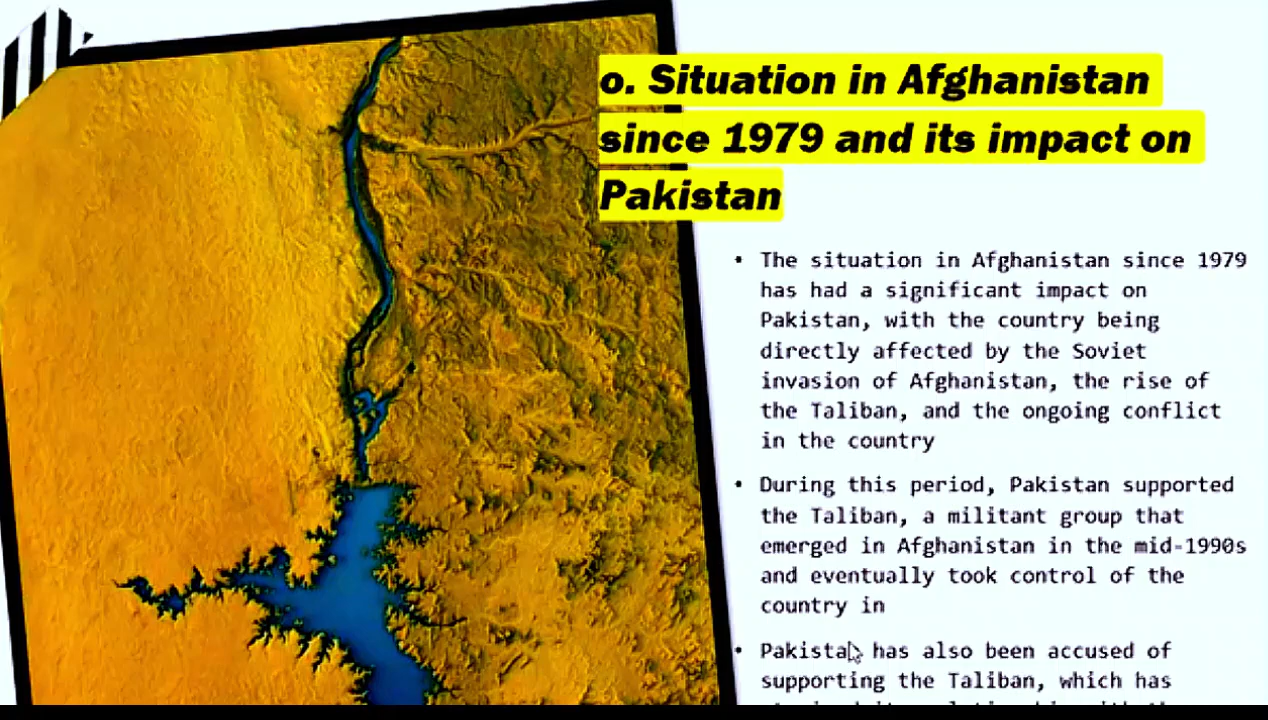 o. Situation in Afghanistan
since 1979 and its impact on
Pakistan
• The situation in Afghanistan since 1979
has had a significant impact on
Pakistan, with the country being
directly affected by the Soviet
invasion of Afghanistan, the rise of
the Taliban, and the ongoing conflict
in the country
• During this period, Pakistan supported
the Taliban, a militant group that
emerged in Afghanistan in the mid-1990s
and eventually took control of the
country in
• Pakistan has also been accused of
supporting the Taliban, which has